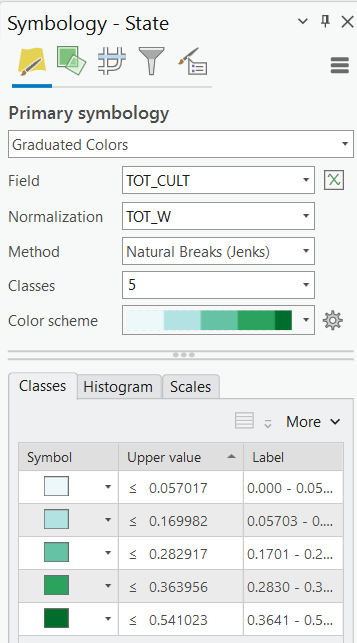 Symbology - State
Primary symbology
Graduated Colors
Field TOT_CULT
Normalization TOT_W
Method Natural Breaks (Jenks)
Classes 5
Color scheme
Classes Histogram Scales
More
Symbol Upper value Label
≤ 0.057017 0.000 - 0.05...
≤ 0.169982 0.05703 - 0....
≤ 0.282917 0.1701 - 0.2...
≤ 0.363956 0.2830 - 0.3...
≤ 0.541023 0.3641 - 0.5...